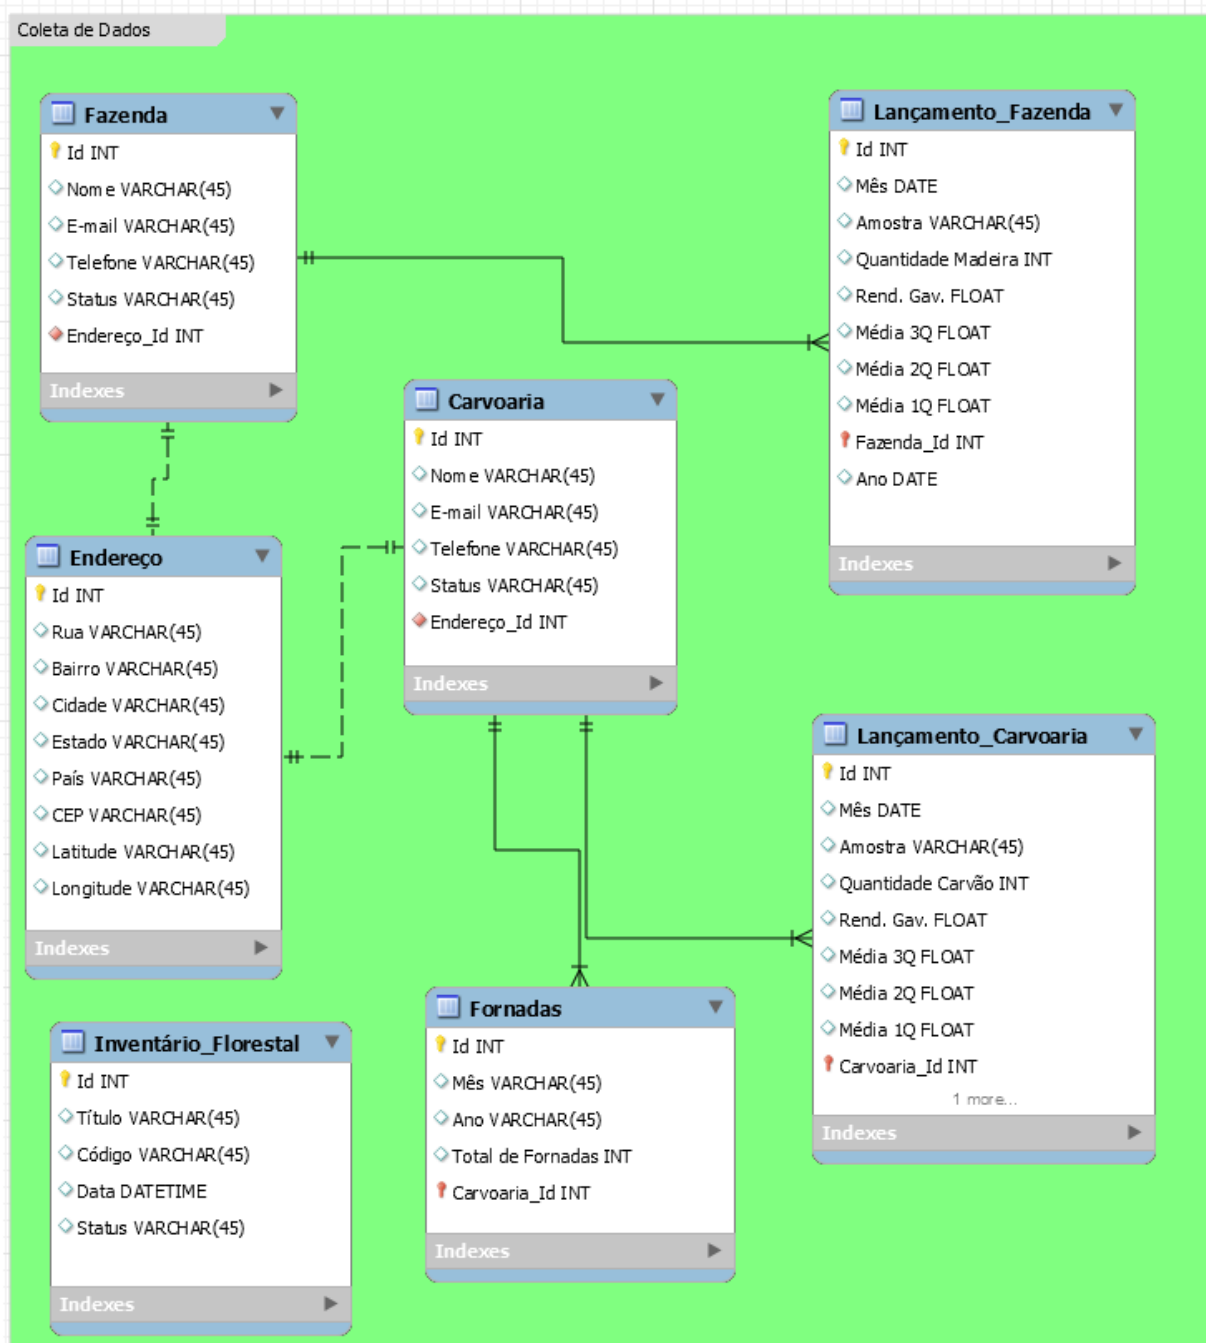 Coleta de Dados
Fazenda
Id INT
Nome VARCHAR(45)
E-mail VARCHAR(45)
Telefone VARCHAR(45)
Status VARCHAR(45)
Endereço_Id INT
Indexes
Lançamento_Fazenda
Id INT
Mês DATE
Amostra VARCHAR(45)
Quantidade Madeira INT
Rend. Gav. FLOAT
Média 3Q FLOAT
Média 2Q FLOAT
Média 1Q FLOAT
Fazenda_Id INT
Ano DATE
Indexes
Carvoaria
Id INT
Nome VARCHAR(45)
E-mail VARCHAR(45)
Telefone VARCHAR(45)
Status VARCHAR(45)
Endereço_Id INT
Indexes
Endereço
Id INT
Rua VARCHAR(45)
Bairro VARCHAR(45)
Cidade VARCHAR(45)
Estado VARCHAR(45)
País VARCHAR(45)
CEP VARCHAR(45)
Latitude VARCHAR(45)
Longitude VARCHAR(45)
Indexes
Lançamento_Carvoaria
Id INT
Mês DATE
Amostra VARCHAR(45)
Quantidade Carvão INT
Rend. Gav. FLOAT
Média 3Q FLOAT
Média 2Q FLOAT
Média 1Q FLOAT
Carvoaria_Id INT
1 more...
Indexes
Fornadas
Id INT
Mês VARCHAR(45)
Ano VARCHAR(45)
Total de Fornadas INT
Carvoaria_Id INT
Indexes
Inventário_Florestal
Id INT
Título VARCHAR(45)
Código VARCHAR(45)
Data DATETIME
Status VARCHAR(45)
Indexes